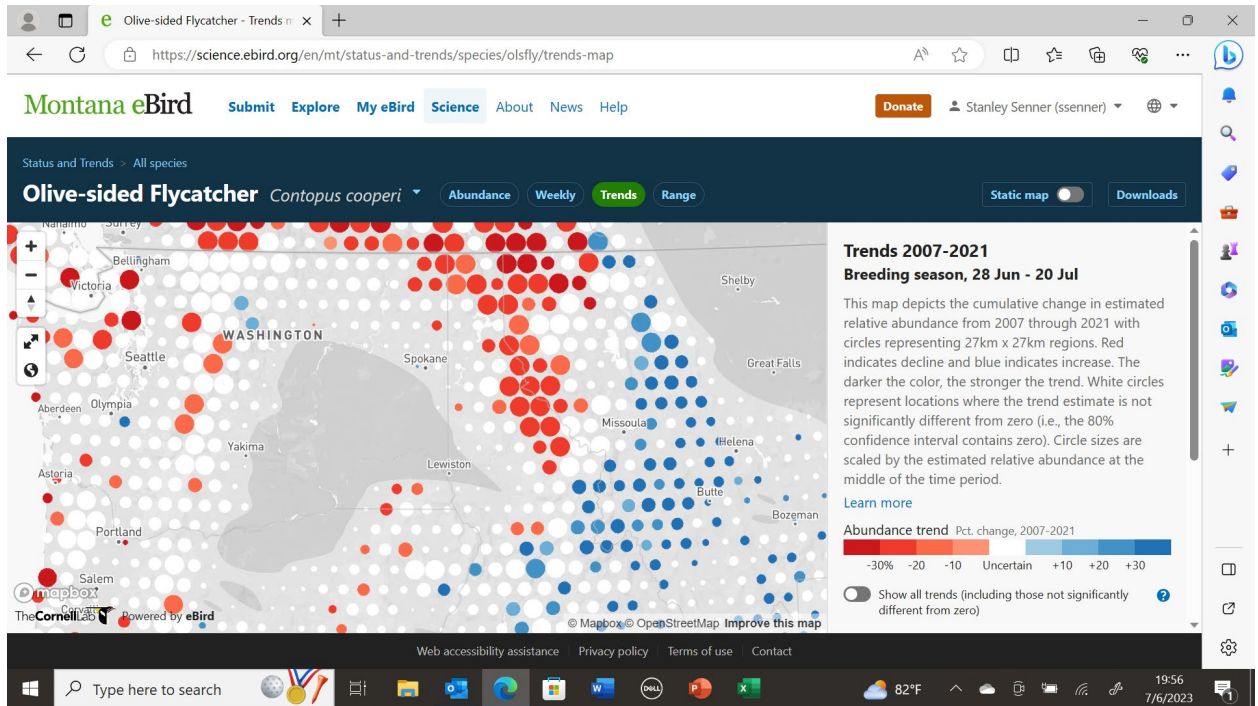 Olive-sided Flycatcher - Trends m
https://science.ebird.org/en/mt/status-and-trends/species/olsfly/trends-map
Montana eBird Submit Explore My eBird Science About News Help Donate Stanley Senner (ssenner)
Status and Trends > All species
Olive-sided Flycatcher Contopus cooperi Abundance Weekly Trends Range Static map Downloads
Nanaimo Surrey
Bellingham
Victoria
Shelby
WASHINGTON
Seattle
Spokane
Great Falls
Aberdeen Olympia
Missoula
Helena
Yakima
Astoria
Lewiston
Butte
Bozeman
Portland
Salem
mapbox
TheCornellLab Powered by eBird
© Mapbox © OpenStreetMap Improve this map
Trends 2007-2021
Breeding season, 28 Jun - 20 Jul
This map depicts the cumulative change in estimated
relative abundance from 2007 through 2021 with
circles representing 27km x 27km regions. Red
indicates decline and blue indicates increase. The
darker the color, the stronger the trend. White circles
represent locations where the trend estimate is not
significantly different from zero (i.e., the 80%
confidence interval contains zero). Circle sizes are
scaled by the estimated relative abundance at the
middle of the time period.
Learn more
Abundance trend Pct. change, 2007-2021
-30% -20 -10 Uncertain +10 +20 +30
Show all trends (including those not significantly
different from zero)
Web accessibility assistance Privacy policy Terms of use Contact
Type here to search
DELL
82°F
19:56
7/6/2023
1